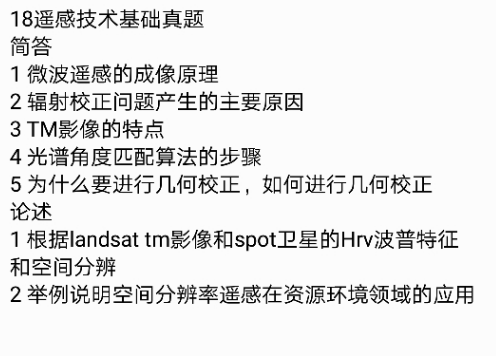 18遥感技术基础真题
简答
1 微波遥感的成像原理
2 辐射校正问题产生的主要原因
3 TM影像的特点
4 光谱角度匹配算法的步骤
5 为什么要进行几何校正，如何进行几何校正
论述
1 根据landsat tm影像和spot卫星的Hrv波普特征
和空间分辨
2 举例说明空间分辨率遥感在资源环境领域的应用